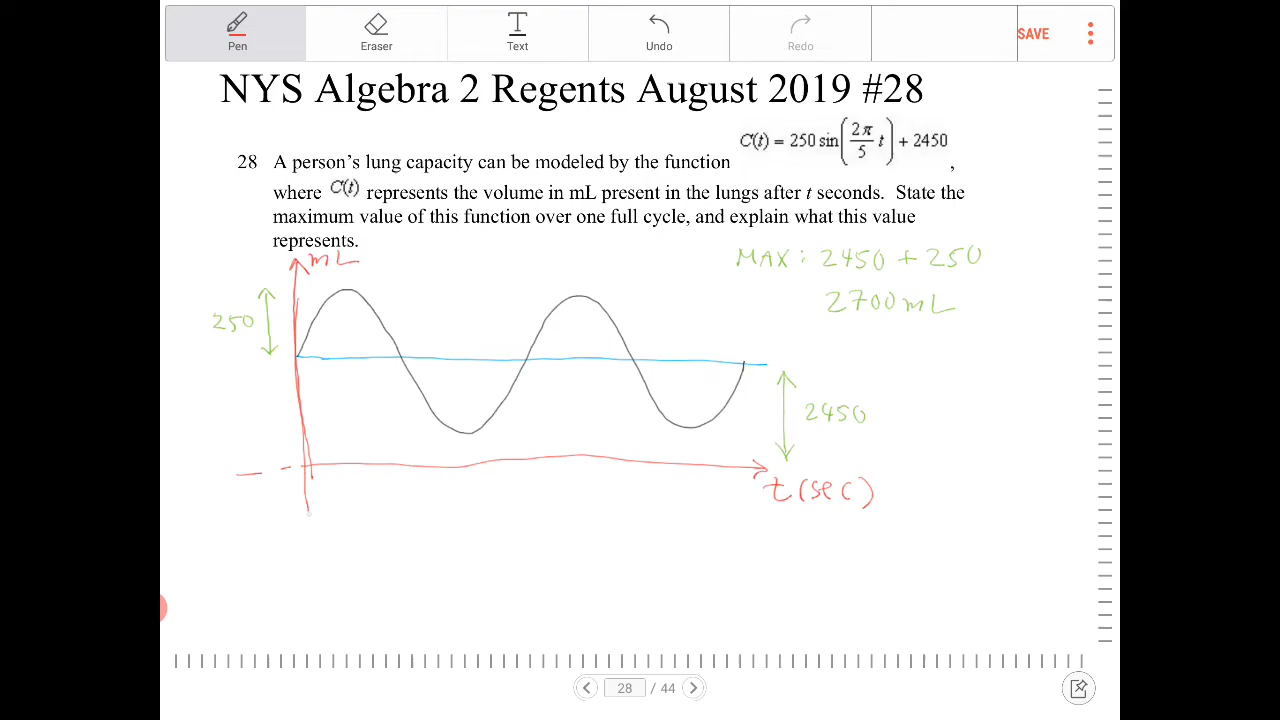 Pen
Eraser
Text
Undo
Redo
SAVE
NYS Algebra 2 Regents August 2019 #28
28 A person's lung capacity can be modeled by the function C(t) = 250 sin(2π/5 t) + 2450,
where C(t) represents the volume in mL present in the lungs after t seconds. State the
maximum value of this function over one full cycle, and explain what this value
represents.
mL
MAX: 2450 + 250
2700 mL
250
2450
t (sec)
28 / 44